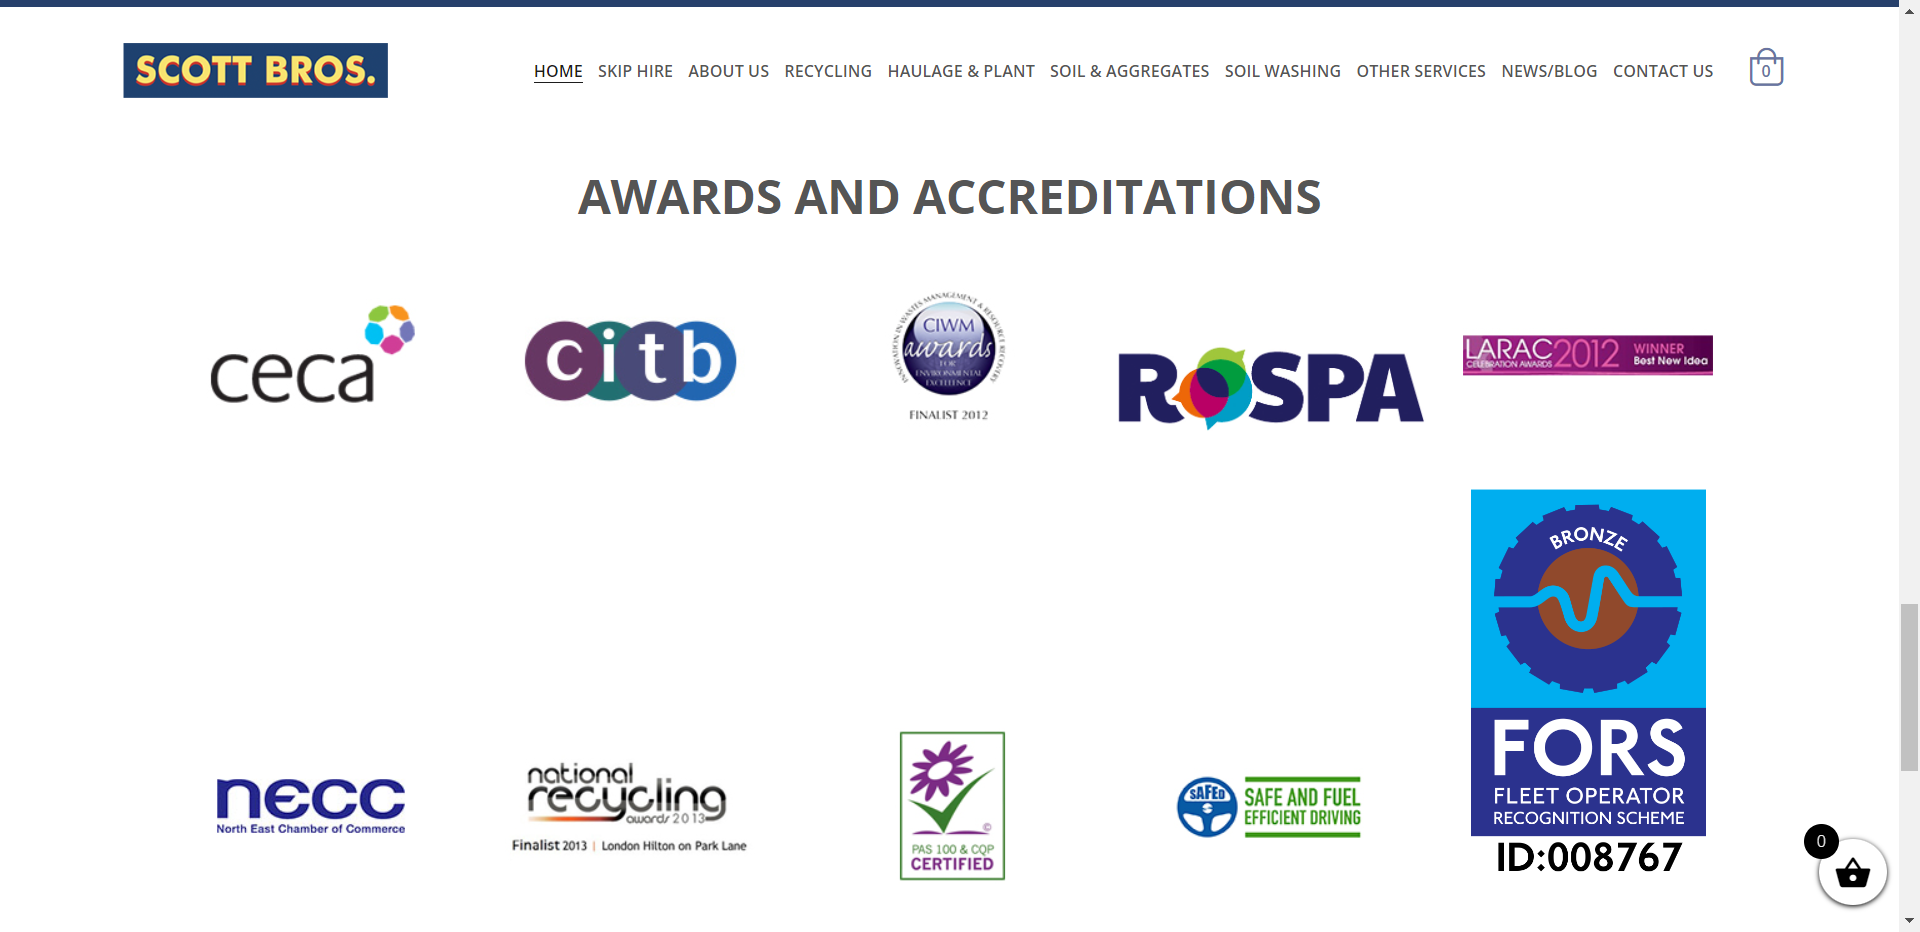 SCOTT BROS.
HOME SKIP HIRE ABOUT US RECYCLING HAULAGE & PLANT SOIL & AGGREGATES SOIL WASHING OTHER SERVICES NEWS/BLOG CONTACT US 0
AWARDS AND ACCREDITATIONS
ceca
citb
INNOVATION IN WASTES MANAGEMENT & RESOURCE RECOVERY
CIWM
awards
FOR
ENVIRONMENTAL
EXCELLENCE
FINALIST 2012
RoSPA
LARAC 2012
CELEBRATION AWARDS
WINNER
Best New Idea
necc
North East Chamber of Commerce
national
recycling
awards 2013
Finalist 2013 | London Hilton on Park Lane
©
PAS 100 & CQP
CERTIFIED
SAFED
SAFE AND FUEL
EFFICIENT DRIVING
BRONZE
FORS
FLEET OPERATOR
RECOGNITION SCHEME
ID:008767
0